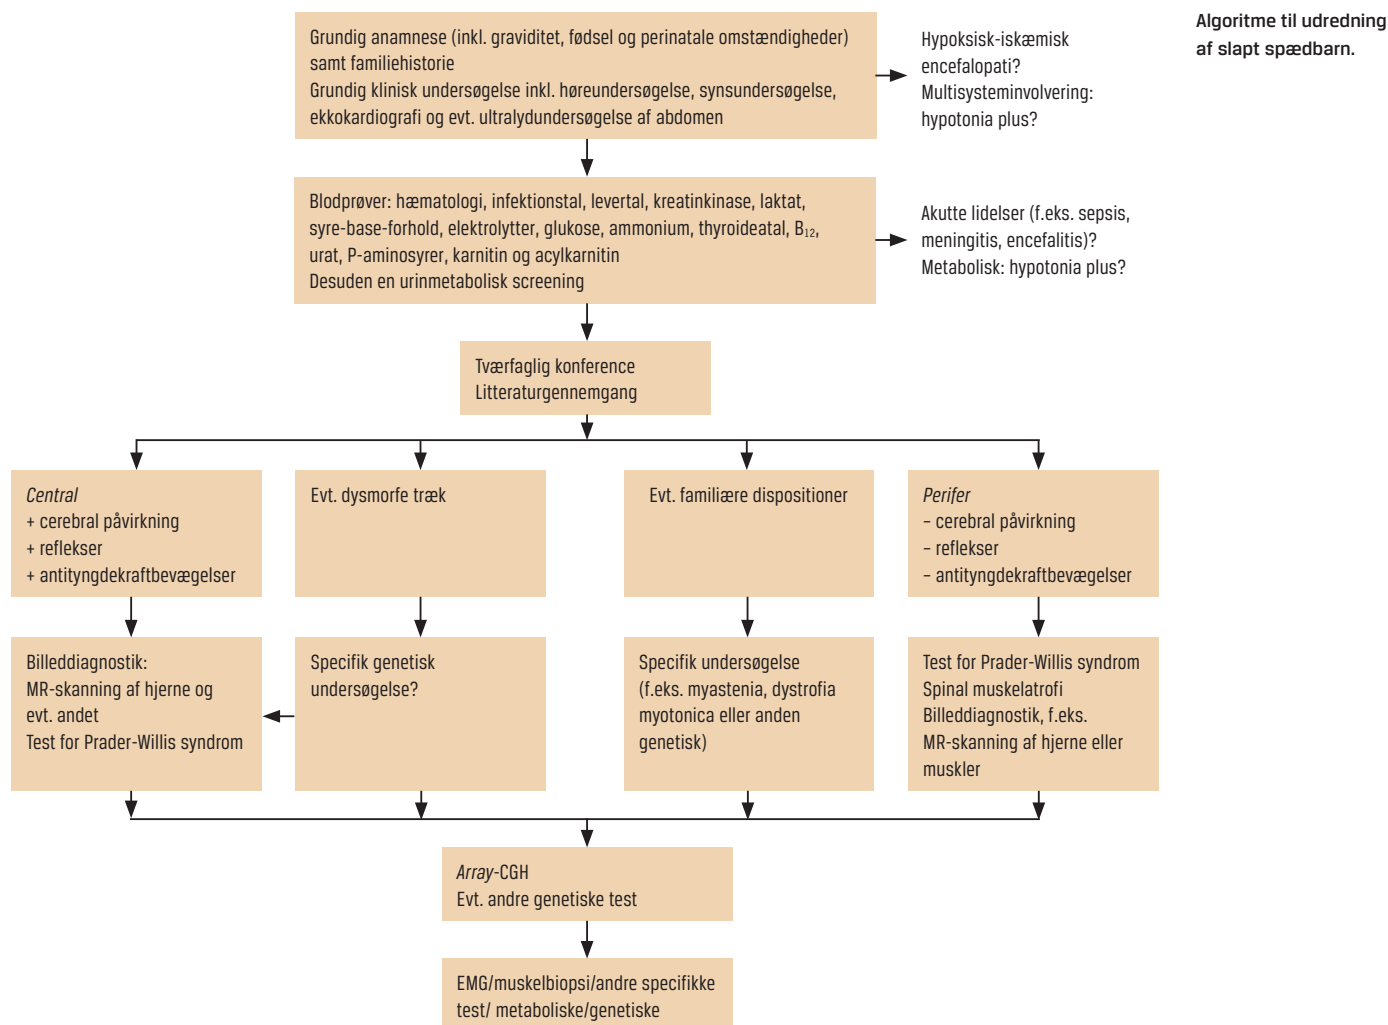 Algoritme til udredning
af slapt spædbarn.
Grundig anamnese (inkl. graviditet, fødsel og perinatale omstændigheder)
samt familiehistorie
Grundig klinisk undersøgelse inkl. høreundersøgelse, synsundersøgelse,
ekkokardiografi og evt. ultralydundersøgelse af abdomen
Hypoksisk-iskæmisk
encefalopati?
Multisysteminvolvering:
hypotonia plus?
Blodprøver: hæmatologi, infektionstal, levertal, kreatinkinase, laktat,
syre-base-forhold, elektrolytter, glukose, ammonium, thyroideatal, B₁₂,
urat, P-aminosyrer, karnitin og acylkarnitin
Desuden en urinmetabolisk screening
Akutte lidelser (f.eks. sepsis,
meningitis, encefalitis)?
Metabolisk: hypotonia plus?
Tværfaglig konference
Litteraturgennemgang
Central
+ cerebral påvirkning
+ reflekser
+ antityngdekraftbevægelser
Evt. dysmorfe træk
Evt. familiære dispositioner
Perifer
– cerebral påvirkning
– reflekser
– antityngdekraftbevægelser
Billeddiagnostik:
MR-skanning af hjerne og
evt. andet
Test for Prader-Willis syndrom
Specifik genetisk
undersøgelse?
Specifik undersøgelse
(f.eks. myastenia, dystrofia
myotonica eller anden
genetisk)
Test for Prader-Willis syndrom
Spinal muskelatrofi
Billeddiagnostik, f.eks.
MR-skanning af hjerne eller
muskler
Array-CGH
Evt. andre genetiske test
EMG/muskelbiopsi/andre specifikke
test/ metaboliske/genetiske